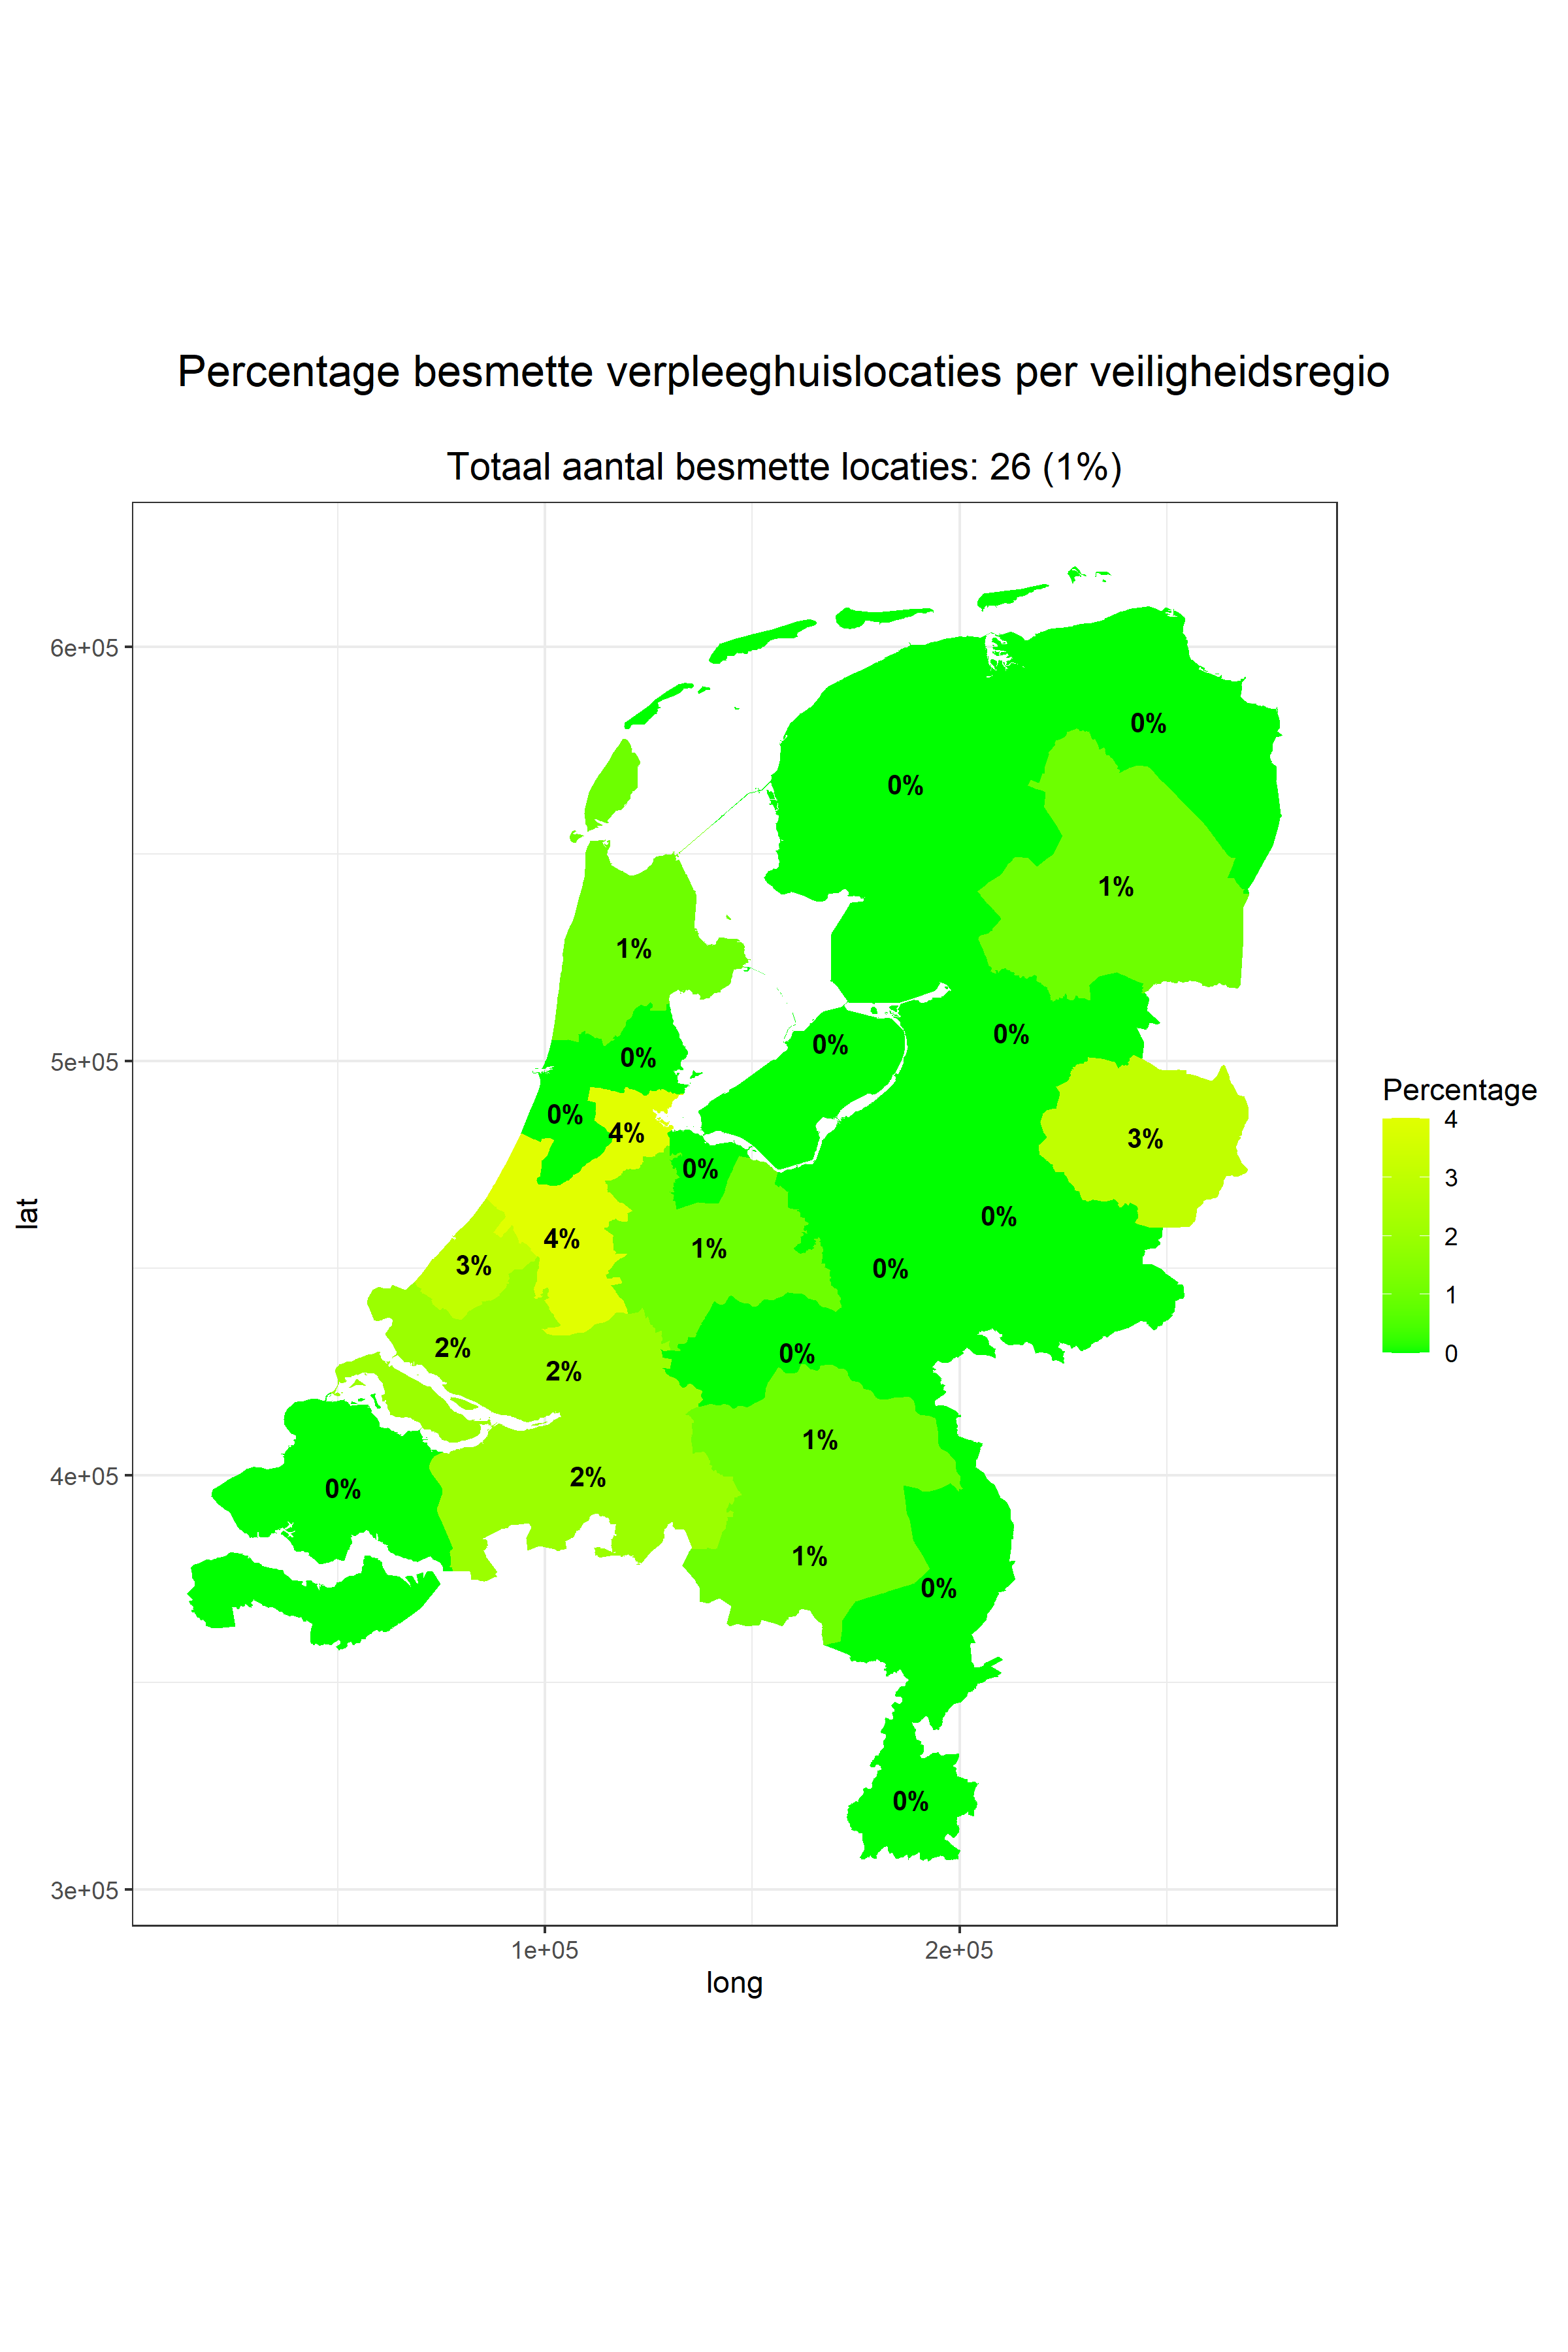 Percentage besmette verpleeghuislocaties per veiligheidsregio
Totaal aantal besmette locaties: 26 (1%)
6e+05
5e+05
4e+05
3e+05
lat
0%
0%
1%
1%
0%
0%
0%
0%
4%
3%
0%
0%
4%
1%
3%
0%
2%
0%
2%
1%
2%
0%
1%
0%
0%
1e+05
2e+05
long
Percentage
4
3
2
1
0